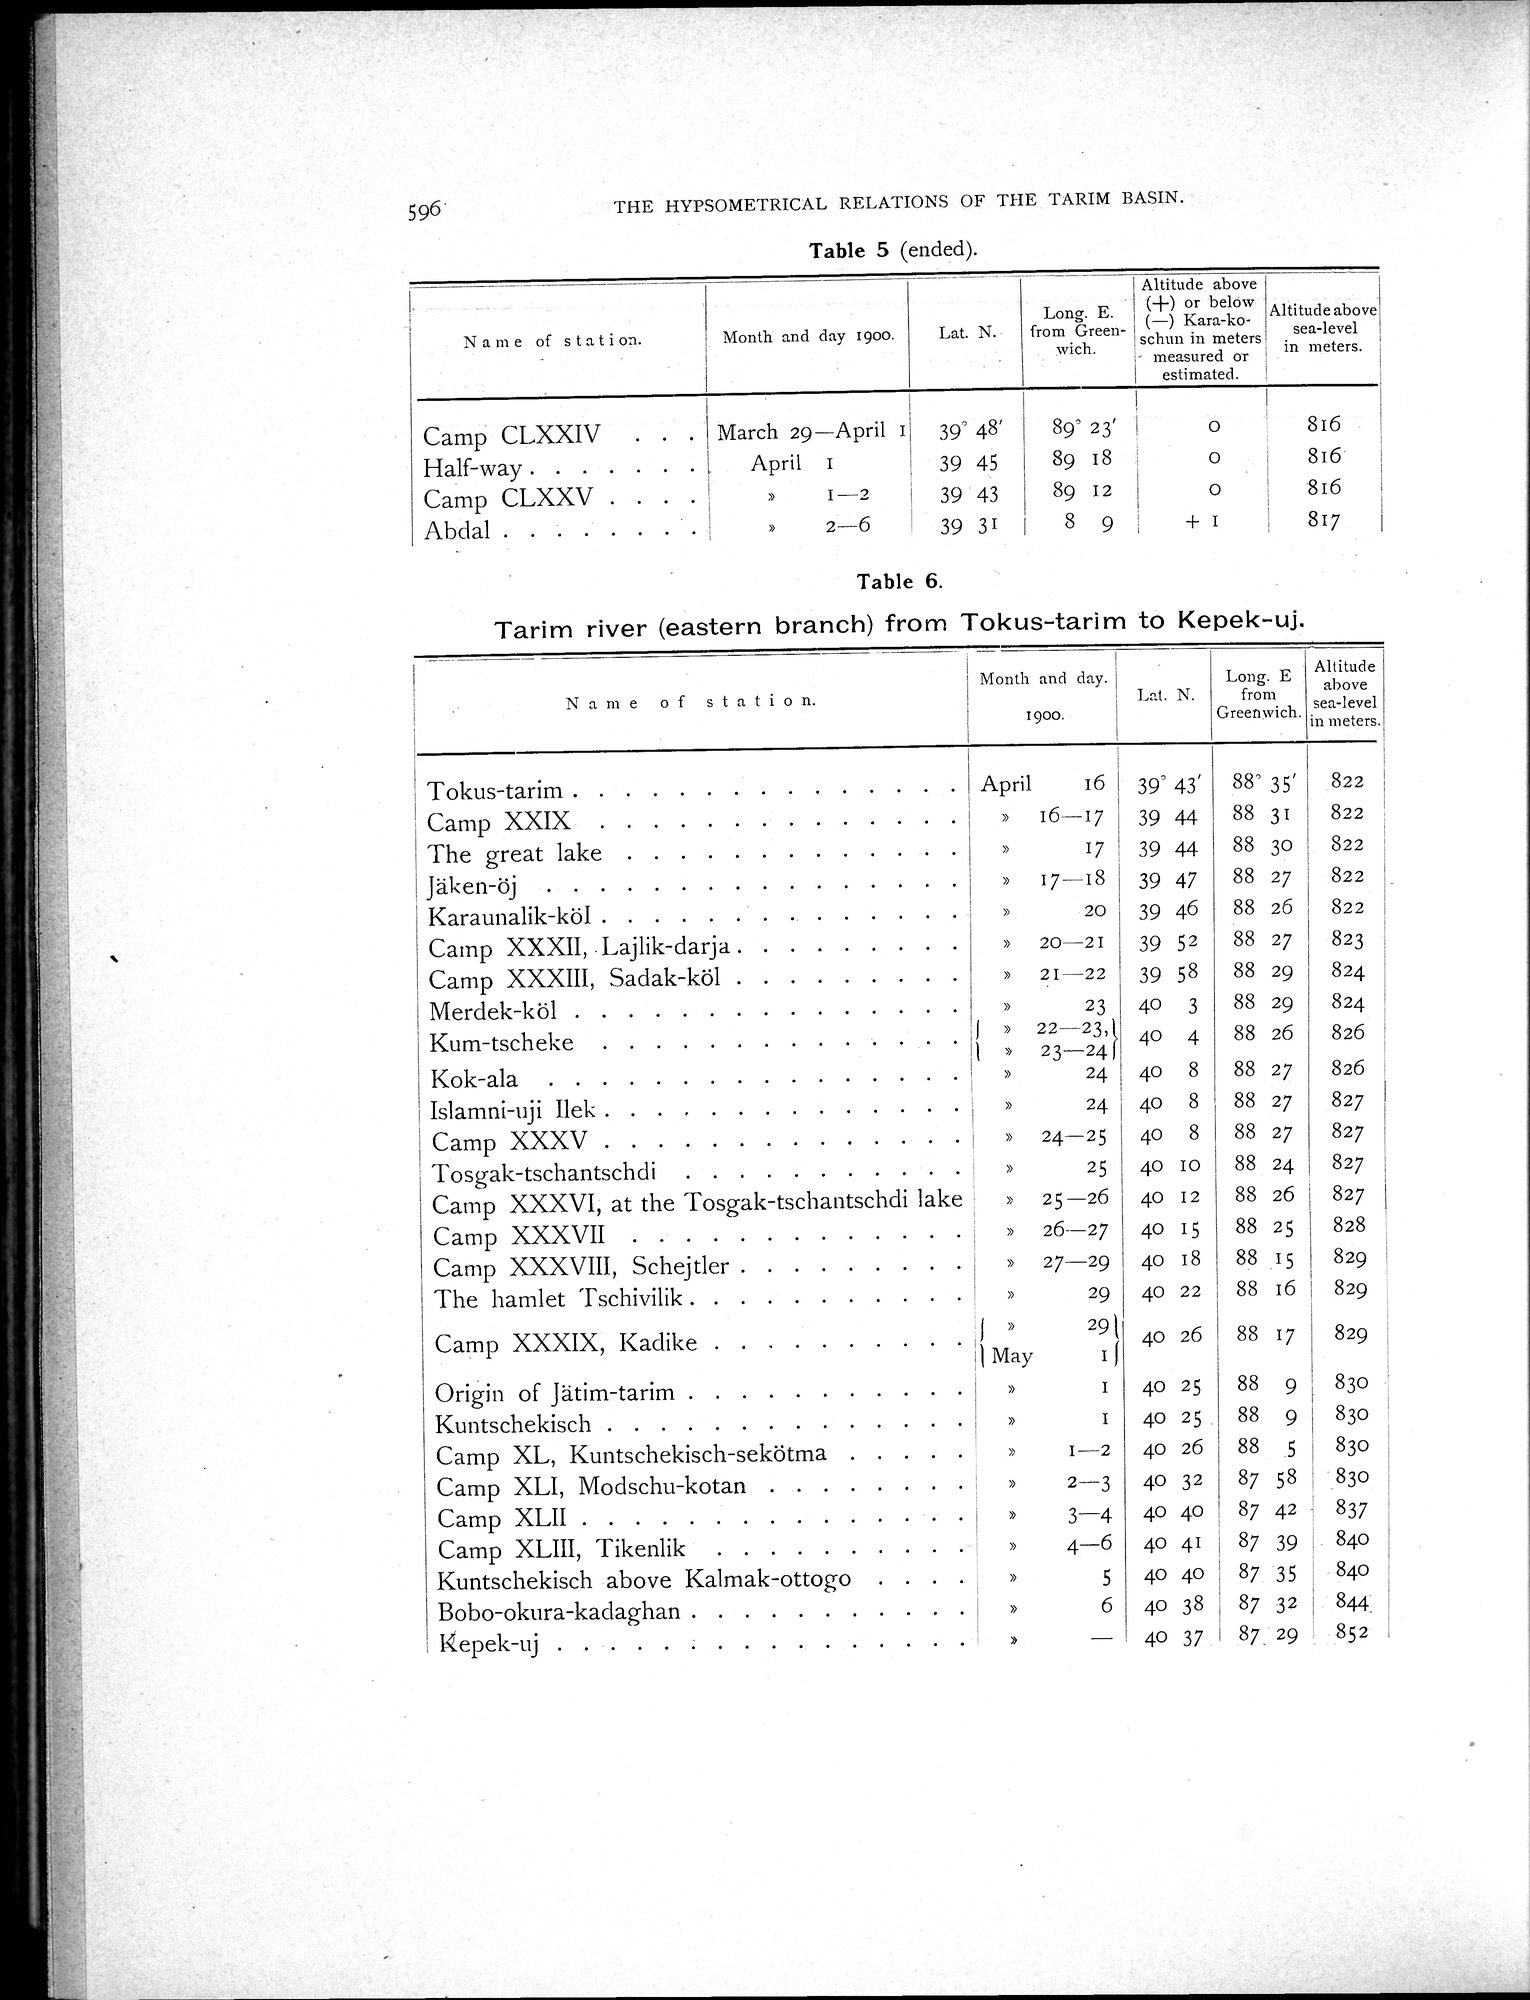 596 THE HYPSOMETRICAL RELATIONS OF THE TARIM BASIN.
Table 5 (ended).
Name of station. Month and day 1900. Lat. N. Long. E. from Greenwich. Altitude above (+) or below (—) Kara-koschun in meters measured or estimated. Altitude above sea-level in meters.
Camp CLXXIV . . . March 29—April 1 39° 48′ 89° 23′ 0 816
Half-way . . . . . . . April 1 39 45 89 18 0 816
Camp CLXXV . . . . » 1—2 39 43 89 12 0 816
Abdal . . . . . . . . » 2—6 39 31 8 9 + 1 817
Table 6.
Tarim river (eastern branch) from Tokus-tarim to Kepek-uj.
Name of station. Month and day. 1900. Lat. N. Long. E from Greenwich. Altitude above sea-level in meters.
Tokus-tarim . . . . . . . . . . . . . . . April 16 39° 43′ 88° 35′ 822
Camp XXIX . . . . . . . . . . . . . . » 16—17 39 44 88 31 822
The great lake . . . . . . . . . . . . . » 17 39 44 88 30 822
Jäken-öj . . . . . . . . . . . . . . . . » 17—18 39 47 88 27 822
Karaunalik-köl . . . . . . . . . . . . . . » 20 39 46 88 26 822
Camp XXXII, Lajlik-darja . . . . . . . . . » 20—21 39 52 88 27 823
Camp XXXIII, Sadak-köl . . . . . . . . . » 21—22 39 58 88 29 824
Merdek-köl . . . . . . . . . . . . . . . » 23 40 3 88 29 824
Kum-tscheke . . . . . . . . . . . . . . { » 22—23, » 23—24 } 40 4 88 26 826
Kok-ala . . . . . . . . . . . . . . . . » 24 40 8 88 27 826
Islamni-uji Ilek . . . . . . . . . . . . . . » 24 40 8 88 27 827
Camp XXXV . . . . . . . . . . . . . . » 24—25 40 8 88 27 827
Tosgak-tschantschdi . . . . . . . . . . . » 25 40 10 88 24 827
Camp XXXVI, at the Tosgak-tschantschdi lake » 25—26 40 12 88 26 827
Camp XXXVII . . . . . . . . . . . . . » 26—27 40 15 88 25 828
Camp XXXVIII, Schejtler . . . . . . . . . » 27—29 40 18 88 15 829
The hamlet Tschivilik . . . . . . . . . . . » 29 40 22 88 16 829
Camp XXXIX, Kadike . . . . . . . . . . { » 29 May 1 } 40 26 88 17 829
Origin of Jätim-tarim . . . . . . . . . . . » 1 40 25 88 9 830
Kuntschekisch . . . . . . . . . . . . . . » 1 40 25 88 9 830
Camp XL, Kuntschekisch-sekötma . . . . . » 1—2 40 26 88 5 830
Camp XLI, Modschu-kotan . . . . . . . . » 2—3 40 32 87 58 830
Camp XLII . . . . . . . . . . . . . . . » 3—4 40 40 87 42 837
Camp XLIII, Tikenlik . . . . . . . . . . » 4—6 40 41 87 39 840
Kuntschekisch above Kalmak-ottogo . . . . » 5 40 40 87 35 840
Bobo-okura-kadaghan . . . . . . . . . . . » 6 40 38 87 32 844
Kepek-uj . . . . . . . . . . . . . . . . » — 40 37 87 29 852